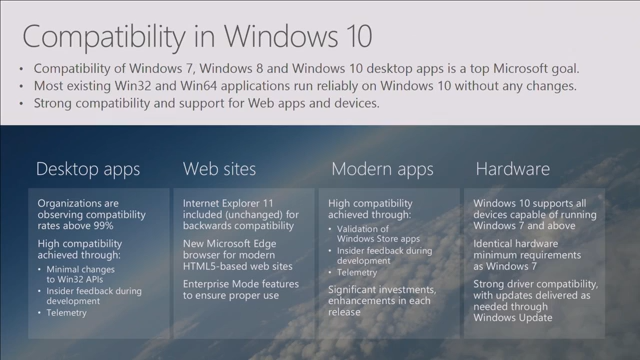 Compatibility in Windows 10
• Compatibility of Windows 7, Windows 8 and Windows 10 desktop apps is a top Microsoft goal.
• Most existing Win32 and Win64 applications run reliably on Windows 10 without any changes.
• Strong compatibility and support for Web apps and devices.
Desktop apps
Organizations are
observing compatibility
rates above 99%
High compatibility
achieved through:
• Minimal changes
to Win32 APIs
• Insider feedback during
development
• Telemetry
Web sites
Internet Explorer 11
included (unchanged) for
backwards compatibility
New Microsoft Edge
browser for modern
HTML5-based web sites
Enterprise Mode features
to ensure proper use
Modern apps
High compatibility
achieved through:
• Validation of
Windows Store apps
• Insider feedback during
development
• Telemetry
Significant investments,
enhancements in each
release
Hardware
Windows 10 supports all
devices capable of running
Windows 7 and above
Identical hardware
minimum requirements
as Windows 7
Strong driver compatibility,
with updates delivered as
needed through
Windows Update